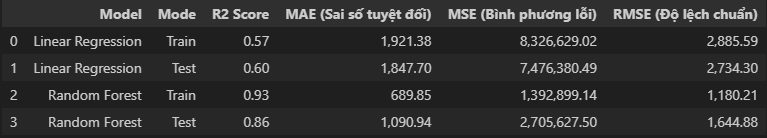 Model Mode R2 Score MAE (Sai số tuyệt đối) MSE (Bình phương lỗi) RMSE (Độ lệch chuẩn)
0 Linear Regression Train 0.57 1,921.38 8,326,629.02 2,885.59
1 Linear Regression Test 0.60 1,847.70 7,476,380.49 2,734.30
2 Random Forest Train 0.93 689.85 1,392,899.14 1,180.21
3 Random Forest Test 0.86 1,090.94 2,705,627.50 1,644.88